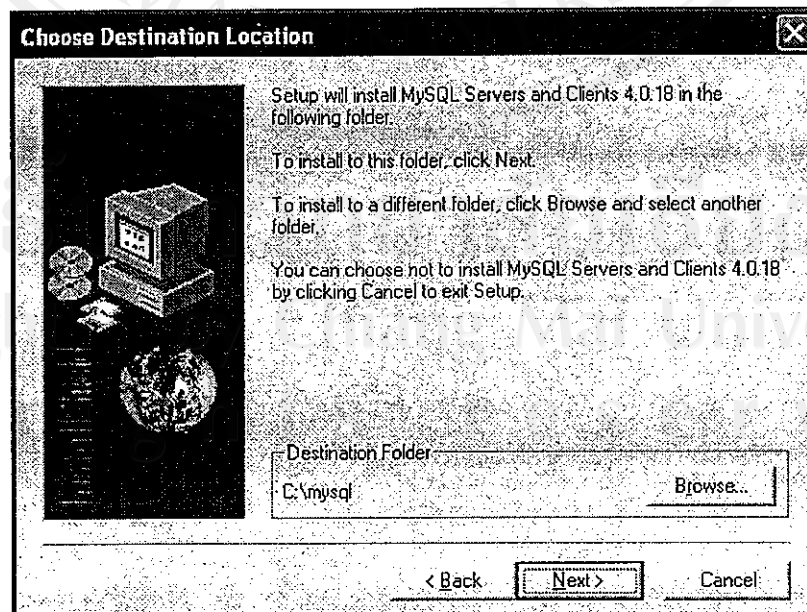 Choose Destination Location
Setup will install MySQL Servers and Clients 4.0.18 in the
following folder.
To install to this folder, click Next.
To install to a different folder, click Browse and select another
folder.
You can choose not to install MySQL Servers and Clients 4.0.18
by clicking Cancel to exit Setup.
Destination Folder
C:\mysql
Browse...
< Back
Next >
Cancel
Chiang Mai Univ